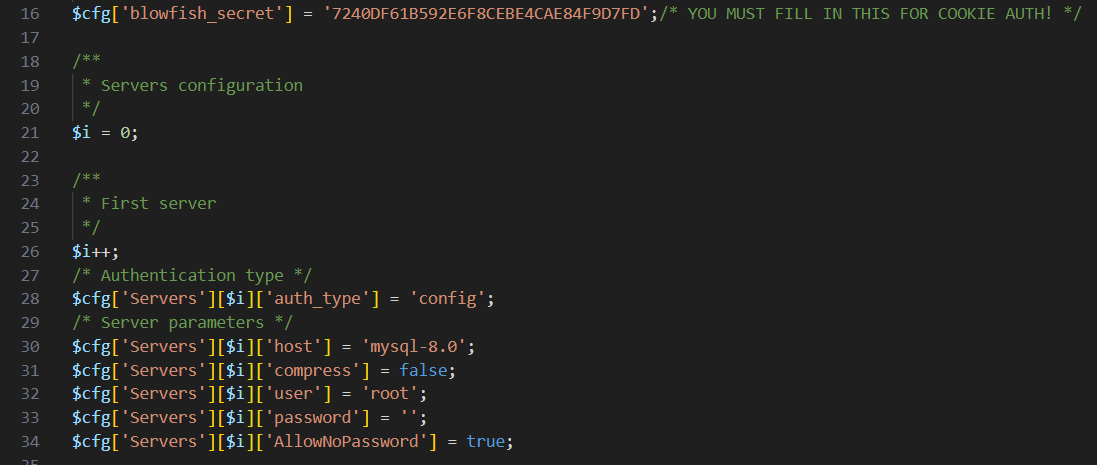 16 $cfg['blowfish_secret'] = '7240DF61B592E6F8CEBE4CAE84F9D7FD';/* YOU MUST FILL IN THIS FOR COOKIE AUTH! */
17
18 /**
19  * Servers configuration
20  */
21 $i = 0;
22
23 /**
24  * First server
25  */
26 $i++;
27 /* Authentication type */
28 $cfg['Servers'][$i]['auth_type'] = 'config';
29 /* Server parameters */
30 $cfg['Servers'][$i]['host'] = 'mysql-8.0';
31 $cfg['Servers'][$i]['compress'] = false;
32 $cfg['Servers'][$i]['user'] = 'root';
33 $cfg['Servers'][$i]['password'] = '';
34 $cfg['Servers'][$i]['AllowNoPassword'] = true;